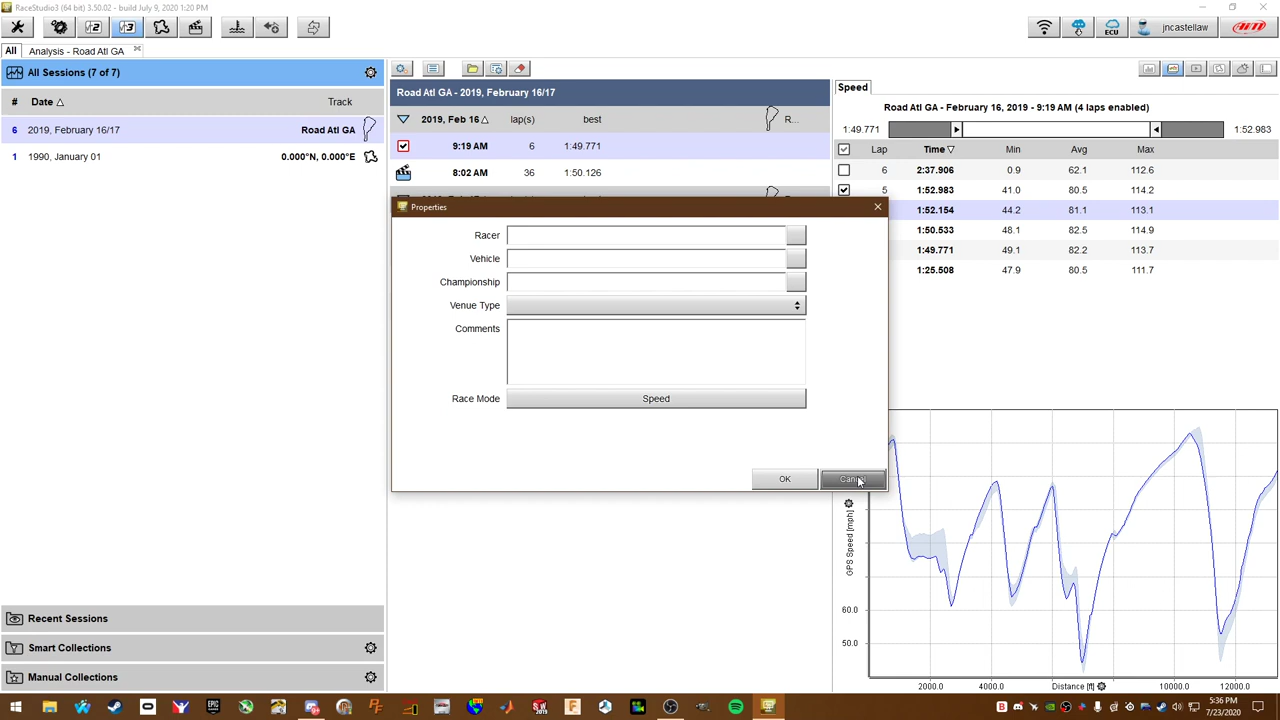 RaceStudio3 3.50.02 - build July 9, 2020 1:20 PM
ECU
jncastellaw
All
Analysis - Road Atl GA
All Sessions (7 of 7)
# Date Track
6 2019, February 16/17 Road Atl GA
1 1990, January 01 0.000°N, 0.000°E
Recent Sessions
Smart Collections
Manual Collections
Road Atl GA - 2019, February 16/17
2019, Feb 16 lap(s) best R...
9:19 AM 6 1:49.771
8:02 AM 36 1:50.126
Speed
Road Atl GA - February 16, 2019 - 9:19 AM (4 laps enabled)
1:49.771 1:52.983
Lap Time Min Avg Max
6 2:37.906 0.9 62.1 112.6
5 1:52.983 41.0 80.5 114.2
1:52.154 44.2 81.1 113.1
1:50.533 48.1 82.5 114.9
1:49.771 49.1 82.2 113.7
1:25.508 47.9 80.5 111.7
Properties
Racer
Vehicle
Championship
Venue Type
Comments
Race Mode Speed
OK
GPS Speed [mph]
60.0
50.0
2000.0 4000.0 Distance [ft] 10000.0 12000.0
5:36 PM
7/23/2020